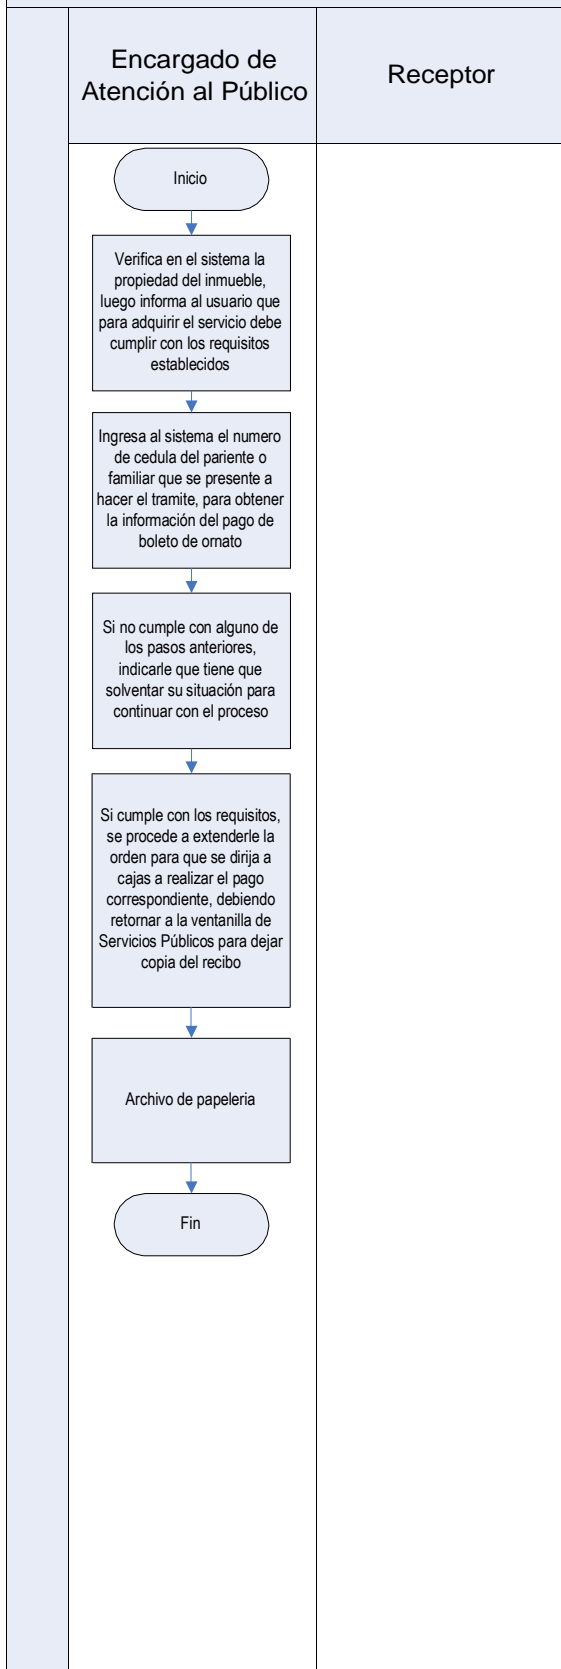 Encargado de
Atención al Público
Receptor
Inicio
Verifica en el sistema la
propiedad del inmueble,
luego informa al usuario que
para adquirir el servicio debe
cumplir con los requisitos
establecidos
Ingresa al sistema el numero
de cedula del pariente o
familiar que se presente a
hacer el tramite, para obtener
la información del pago de
boleto de ornato
Si no cumple con alguno de
los pasos anteriores,
indicarle que tiene que
solventar su situación para
continuar con el proceso
Si cumple con los requisitos,
se procede a extenderle la
orden para que se dirija a
cajas a realizar el pago
correspondiente, debiendo
retornar a la ventanilla de
Servicios Públicos para dejar
copia del recibo
Archivo de papeleria
Fin